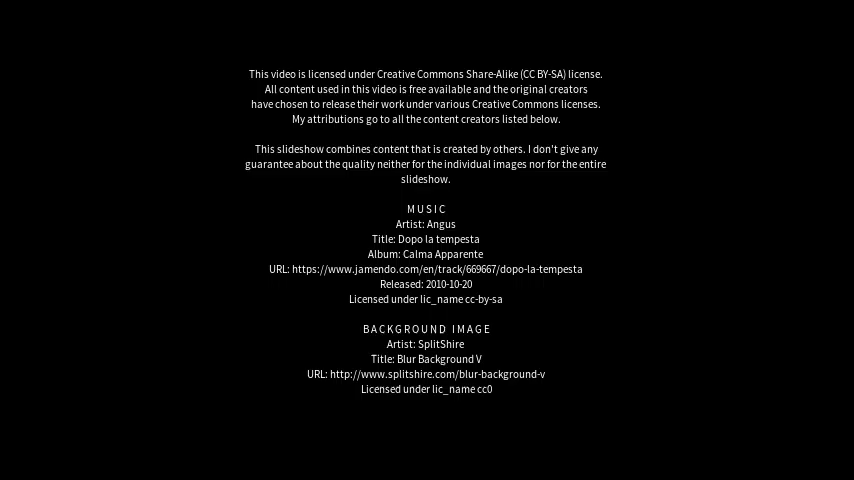 This video is licensed under Creative Commons Share-Alike (CC BY-SA) license.
All content used in this video is free available and the original creators
have chosen to release their work under various Creative Commons licenses.
My attributions go to all the content creators listed below.
This slideshow combines content that is created by others. I don't give any
guarantee about the quality neither for the individual images nor for the entire
slideshow.
MUSIC
Artist: Angus
Title: Dopo la tempesta
Album: Calma Apparente
URL: https://www.jamendo.com/en/track/669667/dopo-la-tempesta
Released: 2010-10-20
Licensed under lic_name cc-by-sa
BACKGROUND IMAGE
Artist: SplitShire
Title: Blur Background V
URL: http://www.splitshire.com/blur-background-v
Licensed under lic_name cc0